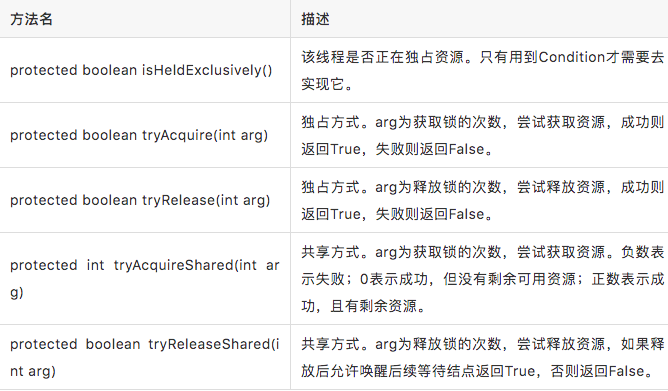 方法名
描述
protected boolean isHeldExclusively()
该线程是否正在独占资源。只有用到Condition才需要去
实现它。
protected boolean tryAcquire(int arg)
独占方式。arg为获取锁的次数，尝试获取资源，成功则
返回True，失败则返回False。
protected boolean tryRelease(int arg)
独占方式。arg为释放锁的次数，尝试释放资源，成功则
返回True，失败则返回False。
protected int tryAcquireShared(int ar
g)
共享方式。arg为获取锁的次数，尝试获取资源。负数表
示失败；0表示成功，但没有剩余可用资源；正数表示成
功，且有剩余资源。
protected boolean tryReleaseShared(i
nt arg)
共享方式。arg为释放锁的次数，尝试释放资源，如果释
放后允许唤醒后续等待结点返回True，否则返回False。